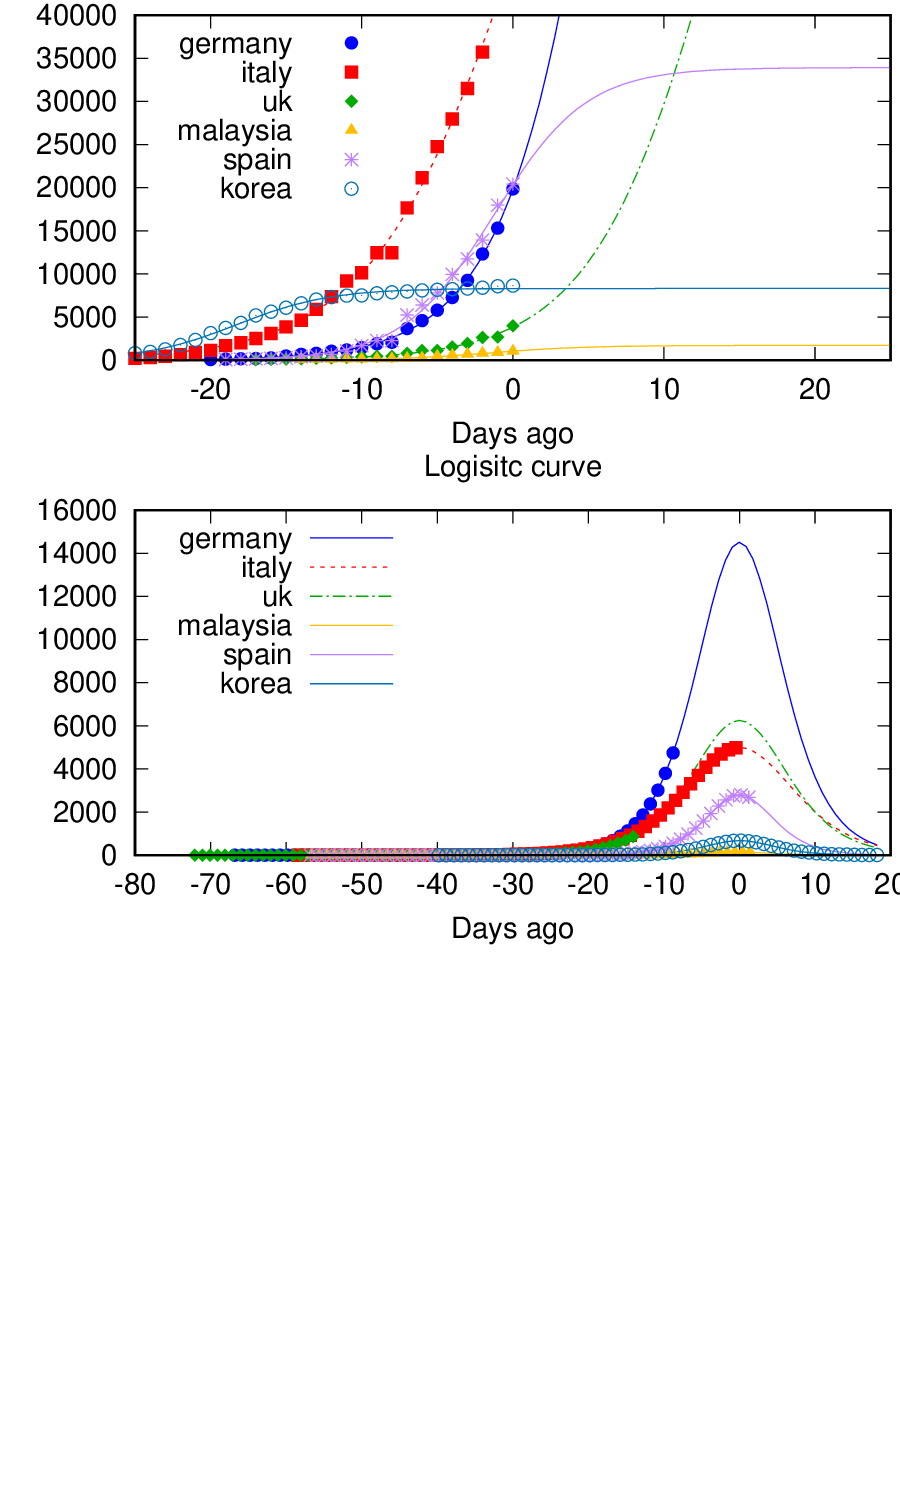 40000
35000
30000
25000
20000
15000
10000
5000
0
germany
italy
uk
malaysia
spain
korea
-20 -10 0 10 20
Days ago
Logisitc curve
16000
14000
12000
10000
8000
6000
4000
2000
0
germany
italy
uk
malaysia
spain
korea
-80 -70 -60 -50 -40 -30 -20 -10 0 10 20
Days ago